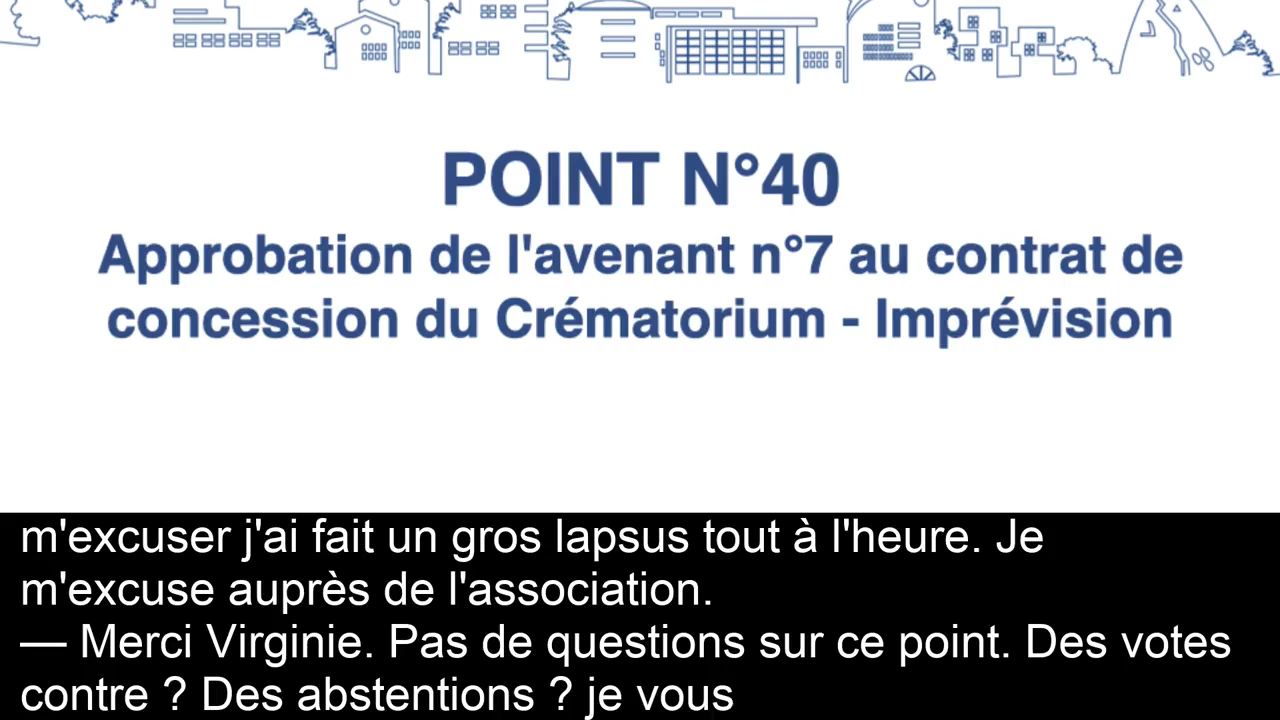 POINT N°40
Approbation de l'avenant n°7 au contrat de
concession du Crématorium - Imprévision
m'excuser j'ai fait un gros lapsus tout à l'heure. Je
m'excuse auprès de l'association.
— Merci Virginie. Pas de questions sur ce point. Des votes
contre ? Des abstentions ? je vous